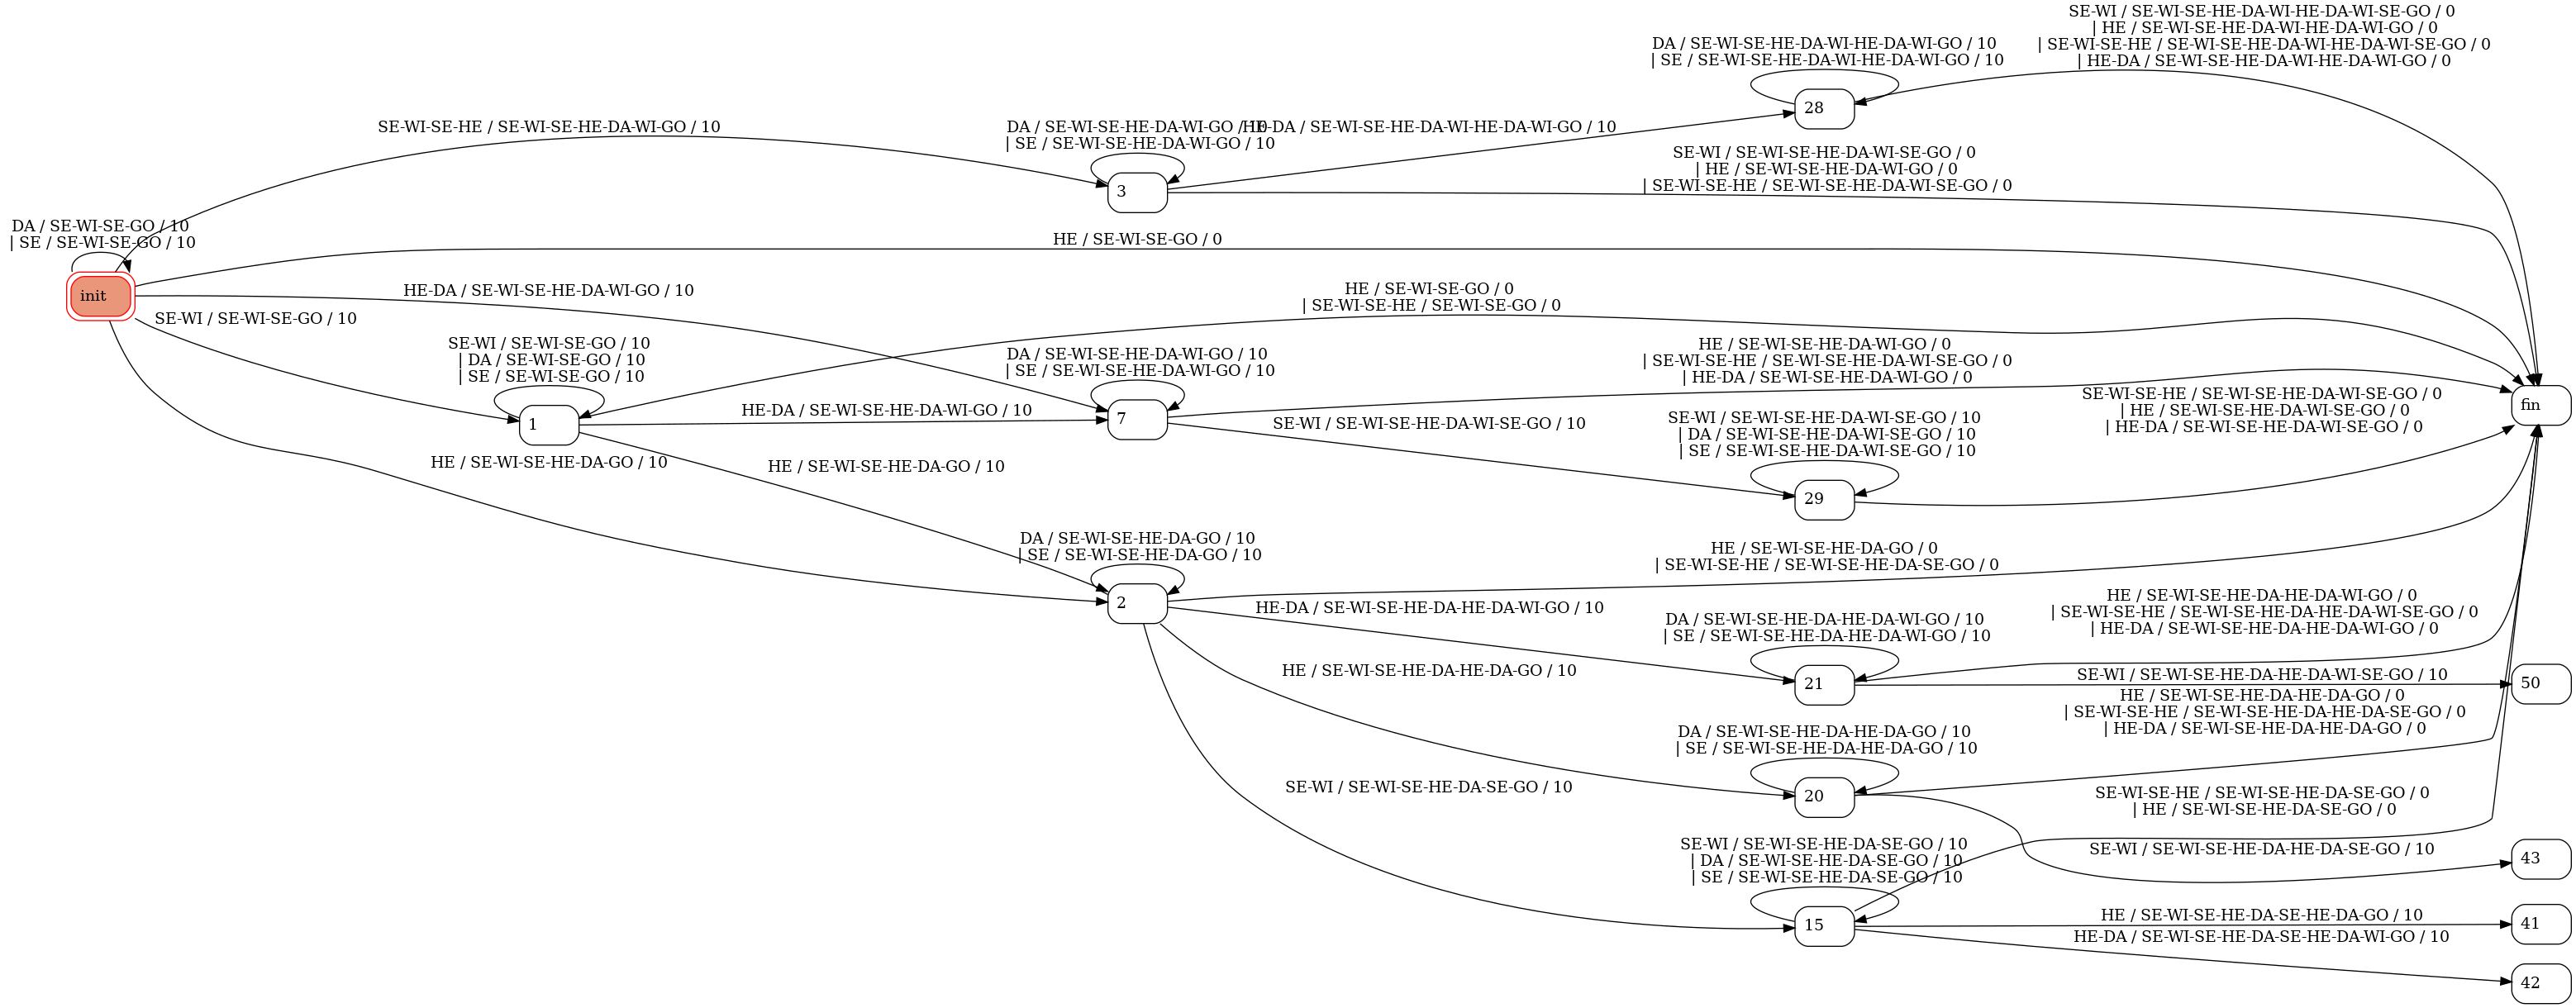 SE-WI / SE-WI-SE-HE-DA-WI-HE-DA-WI-SE-GO / 0
| HE / SE-WI-SE-HE-DA-WI-HE-DA-WI-GO / 0
| SE-WI-SE-HE / SE-WI-SE-HE-DA-WI-HE-DA-WI-SE-GO / 0
| HE-DA / SE-WI-SE-HE-DA-WI-HE-DA-WI-GO / 0
DA / SE-WI-SE-HE-DA-WI-HE-DA-WI-GO / 10
| SE / SE-WI-SE-HE-DA-WI-HE-DA-WI-GO / 10
28
SE-WI-SE-HE / SE-WI-SE-HE-DA-WI-GO / 10
DA / SE-WI-SE-HE-DA-WI-GO / 10
| SE / SE-WI-SE-HE-DA-WI-GO / 10
HE-DA / SE-WI-SE-HE-DA-WI-HE-DA-WI-GO / 10
3
SE-WI / SE-WI-SE-HE-DA-WI-SE-GO / 0
| HE / SE-WI-SE-HE-DA-WI-GO / 0
| SE-WI-SE-HE / SE-WI-SE-HE-DA-WI-SE-GO / 0
DA / SE-WI-SE-GO / 10
| SE / SE-WI-SE-GO / 10
init
HE / SE-WI-SE-GO / 0
HE-DA / SE-WI-SE-HE-DA-WI-GO / 10
SE-WI / SE-WI-SE-GO / 10
HE / SE-WI-SE-GO / 0
| SE-WI-SE-HE / SE-WI-SE-GO / 0
SE-WI / SE-WI-SE-GO / 10
| DA / SE-WI-SE-GO / 10
| SE / SE-WI-SE-GO / 10
1
DA / SE-WI-SE-HE-DA-WI-GO / 10
| SE / SE-WI-SE-HE-DA-WI-GO / 10
7
HE-DA / SE-WI-SE-HE-DA-WI-GO / 10
HE / SE-WI-SE-HE-DA-WI-GO / 0
| SE-WI-SE-HE / SE-WI-SE-HE-DA-WI-SE-GO / 0
| HE-DA / SE-WI-SE-HE-DA-WI-GO / 0
SE-WI / SE-WI-SE-HE-DA-WI-SE-GO / 10
SE-WI / SE-WI-SE-HE-DA-WI-SE-GO / 10
| DA / SE-WI-SE-HE-DA-WI-SE-GO / 10
| SE / SE-WI-SE-HE-DA-WI-SE-GO / 10
29
SE-WI-SE-HE / SE-WI-SE-HE-DA-WI-SE-GO / 0
| HE / SE-WI-SE-HE-DA-WI-SE-GO / 0
| HE-DA / SE-WI-SE-HE-DA-WI-SE-GO / 0
fin
HE / SE-WI-SE-HE-DA-GO / 10
HE / SE-WI-SE-HE-DA-GO / 10
DA / SE-WI-SE-HE-DA-GO / 10
| SE / SE-WI-SE-HE-DA-GO / 10
2
HE / SE-WI-SE-HE-DA-GO / 0
| SE-WI-SE-HE / SE-WI-SE-HE-DA-SE-GO / 0
HE-DA / SE-WI-SE-HE-DA-HE-DA-WI-GO / 10
DA / SE-WI-SE-HE-DA-HE-DA-WI-GO / 10
| SE / SE-WI-SE-HE-DA-HE-DA-WI-GO / 10
21
HE / SE-WI-SE-HE-DA-HE-DA-WI-GO / 0
| SE-WI-SE-HE / SE-WI-SE-HE-DA-HE-DA-WI-SE-GO / 0
| HE-DA / SE-WI-SE-HE-DA-HE-DA-WI-GO / 0
SE-WI / SE-WI-SE-HE-DA-HE-DA-WI-SE-GO / 10
50
HE / SE-WI-SE-HE-DA-HE-DA-GO / 10
DA / SE-WI-SE-HE-DA-HE-DA-GO / 10
| SE / SE-WI-SE-HE-DA-HE-DA-GO / 10
20
HE / SE-WI-SE-HE-DA-HE-DA-GO / 0
| SE-WI-SE-HE / SE-WI-SE-HE-DA-HE-DA-SE-GO / 0
| HE-DA / SE-WI-SE-HE-DA-HE-DA-GO / 0
SE-WI / SE-WI-SE-HE-DA-SE-GO / 10
SE-WI-SE-HE / SE-WI-SE-HE-DA-SE-GO / 0
| HE / SE-WI-SE-HE-DA-SE-GO / 0
SE-WI / SE-WI-SE-HE-DA-HE-DA-SE-GO / 10
43
SE-WI / SE-WI-SE-HE-DA-SE-GO / 10
| DA / SE-WI-SE-HE-DA-SE-GO / 10
| SE / SE-WI-SE-HE-DA-SE-GO / 10
15
HE / SE-WI-SE-HE-DA-SE-HE-DA-GO / 10
41
HE-DA / SE-WI-SE-HE-DA-SE-HE-DA-WI-GO / 10
42